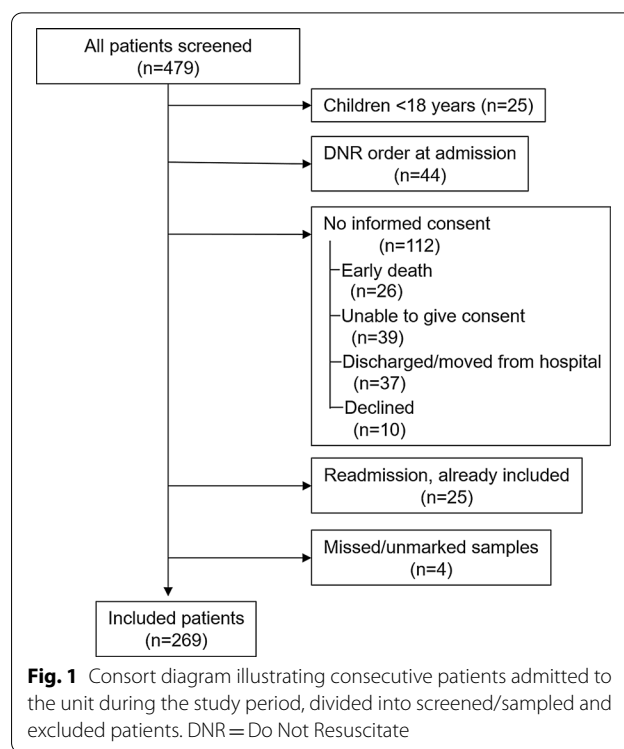 All patients screened
(n=479)
Children <18 years (n=25)
DNR order at admission
(n=44)
No informed consent
(n=112)
Early death
(n=26)
Unable to give consent
(n=39)
Discharged/moved from hospital
(n=37)
Declined
(n=10)
Readmission, already included
(n=25)
Missed/unmarked samples
(n=4)
Included patients
(n=269)
Fig. 1 Consort diagram illustrating consecutive patients admitted to
the unit during the study period, divided into screened/sampled and
excluded patients. DNR = Do Not Resuscitate